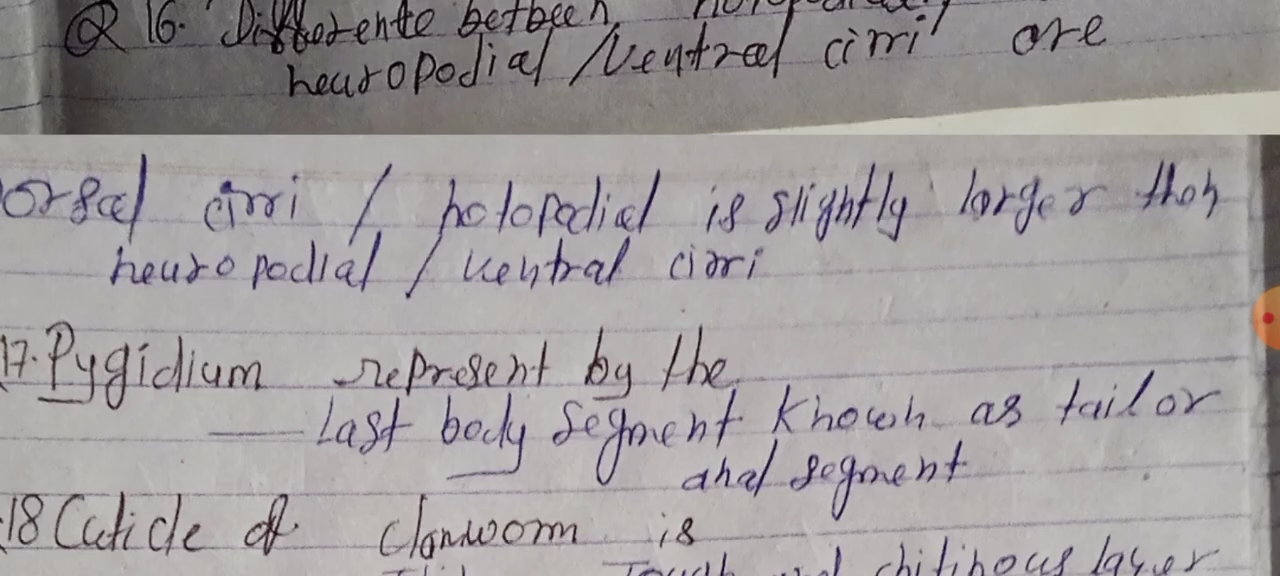 Q 16. Differente betbeen
neuropodial / Ventral cirri are
orsal cirri / notopodial is slightly larger than
neuropodial / ventral cirri
17. Pygidium represent by the
Last body segment known as tail or
anal segment
18 Cuticle of clamworm is
chitinous layer